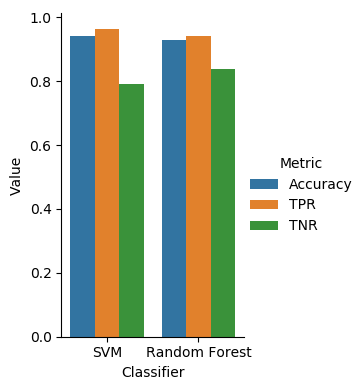 1.0
0.8
0.6
0.4
0.2
0.0
Value
SVM
Random Forest
Classifier
Metric
Accuracy
TPR
TNR